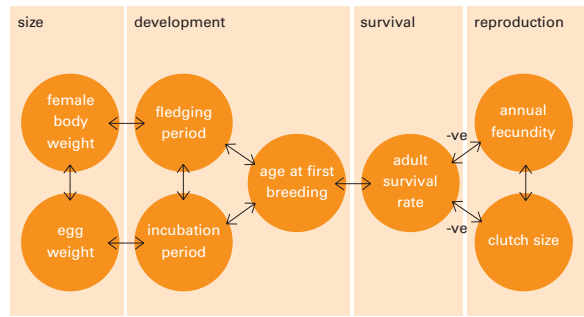 size
development
survival
reproduction
female
body
weight
fledging
period
annual
fecundity
-ve
age at first
breeding
adult
survival
rate
egg
weight
incubation
period
-ve
clutch size